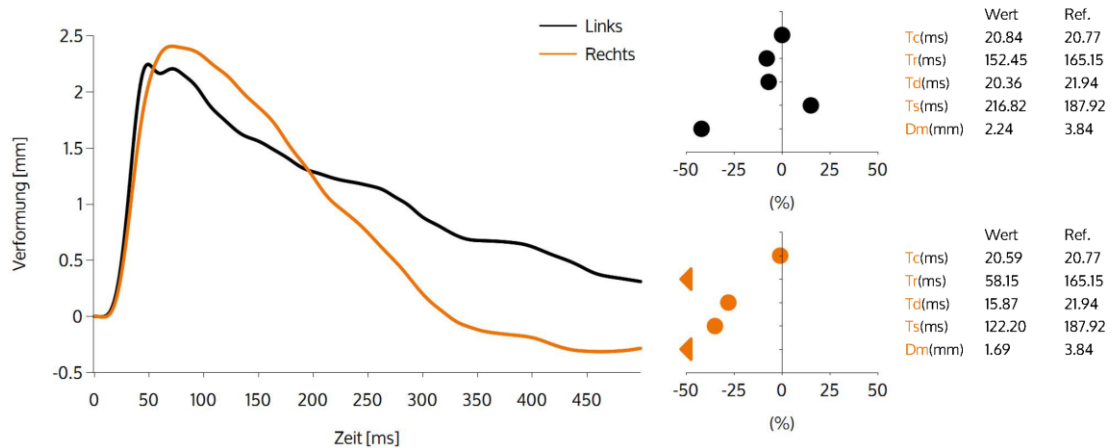 Links
Rechts
Verformung [mm]
2.5
2
1.5
1
0.5
0
-0.5
0 50 100 150 200 250 300 350 400 450
Zeit [ms]
-50 -25 0 25 50
(%)
Wert Ref.
Tc(ms) 20.84 20.77
Tr(ms) 152.45 165.15
Td(ms) 20.36 21.94
Ts(ms) 216.82 187.92
Dm(mm) 2.24 3.84
-50 -25 0 25 50
(%)
Wert Ref.
Tc(ms) 20.59 20.77
Tr(ms) 58.15 165.15
Td(ms) 15.87 21.94
Ts(ms) 122.20 187.92
Dm(mm) 1.69 3.84